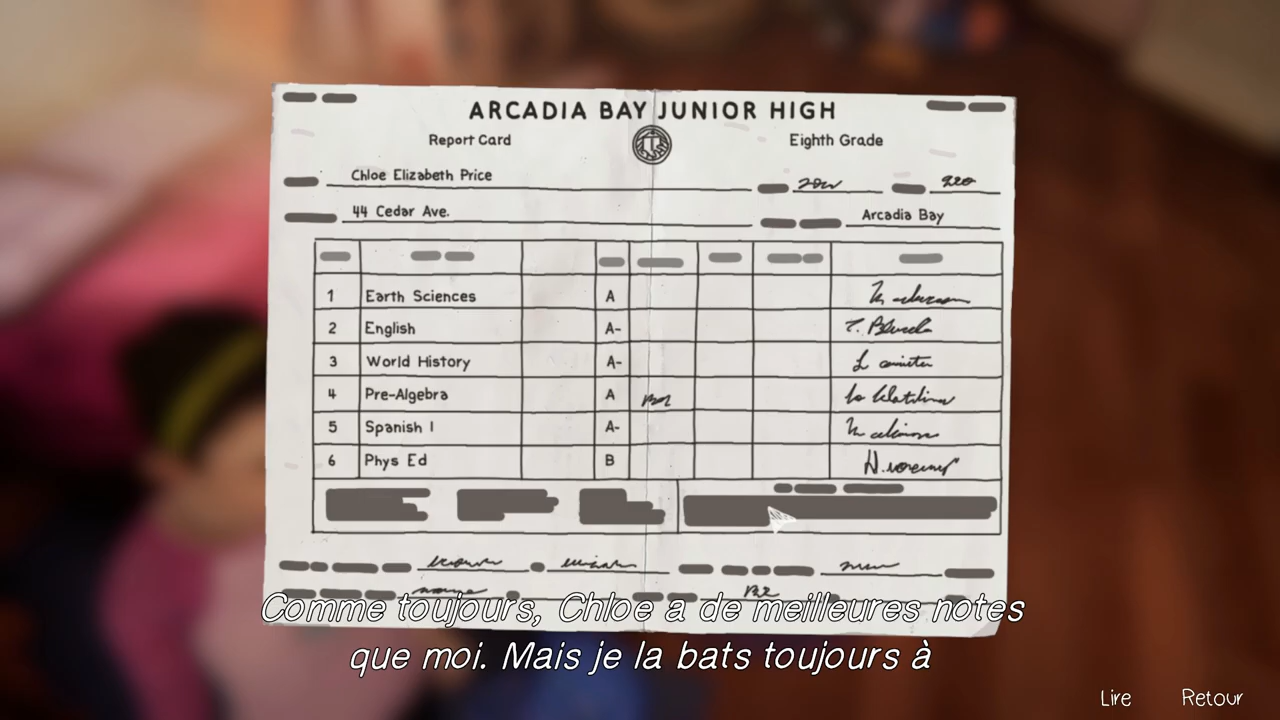 ARCADIA BAY JUNIOR HIGH
Report Card
Eighth Grade
Chloe Elizabeth Price
44 Cedar Ave.
Arcadia Bay
1 Earth Sciences A
2 English A-
3 World History A-
4 Pre-Algebra A
5 Spanish I A-
6 Phys Ed B
Comme toujours, Chloe a de meilleures notes
que moi. Mais je la bats toujours à
Lire Retour